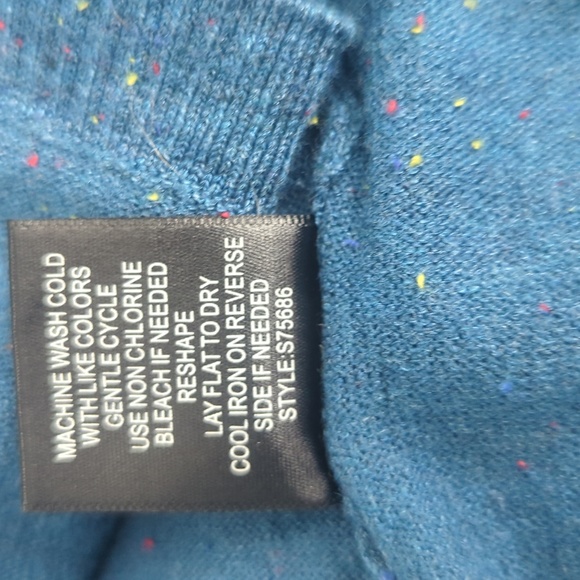 MACHINE WASH COLD
WITH LIKE COLORS
GENTLE CYCLE
USE NON CHLORINE
BLEACH IF NEEDED
RESHAPE
LAY FLAT TO DRY
COOL IRON ON REVERSE
SIDE IF NEEDED
STYLE:S75686